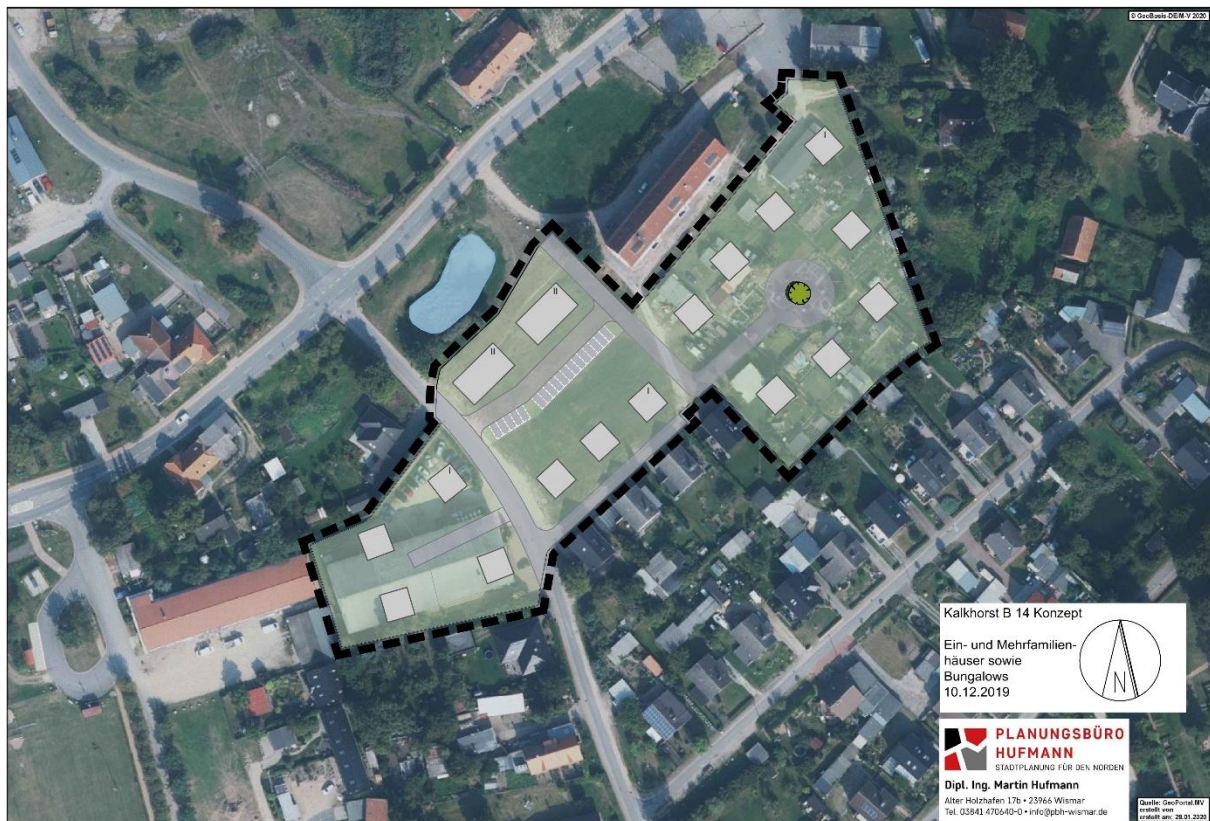 © GeoBasis-DE/M-V 2020
I
II
II
I
I
Kalkhorst B 14 Konzept
Ein- und Mehrfamilien-
häuser sowie
Bungalows
10.12.2019
N
PLANUNGSBÜRO
HUFMANN
STADTPLANUNG FÜR DEN NORDEN
Dipl. Ing. Martin Hufmann
Alter Holzhafen 17b • 23966 Wismar
Tel. 03841 470640-0 • info@pbh-wismar.de
Quelle: GeoPortal.MV
erstellt von
erstellt am: 29.01.2020